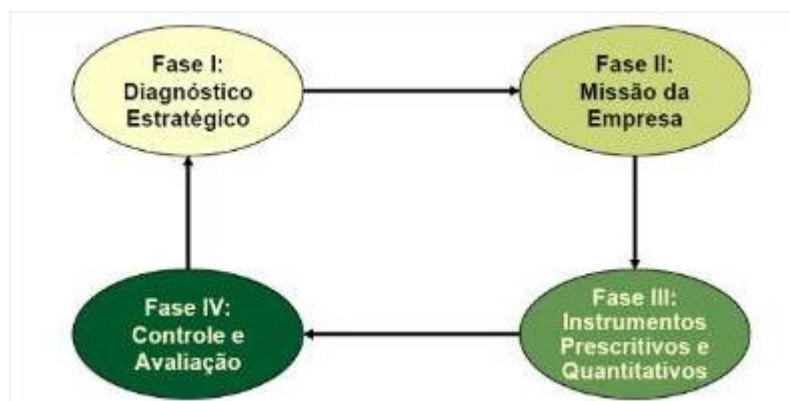 Fase I:
Diagnóstico
Estratégico
Fase II:
Missão da
Empresa
Fase III:
Instrumentos
Prescritivos e
Quantitativos
Fase IV:
Controle e
Avaliação